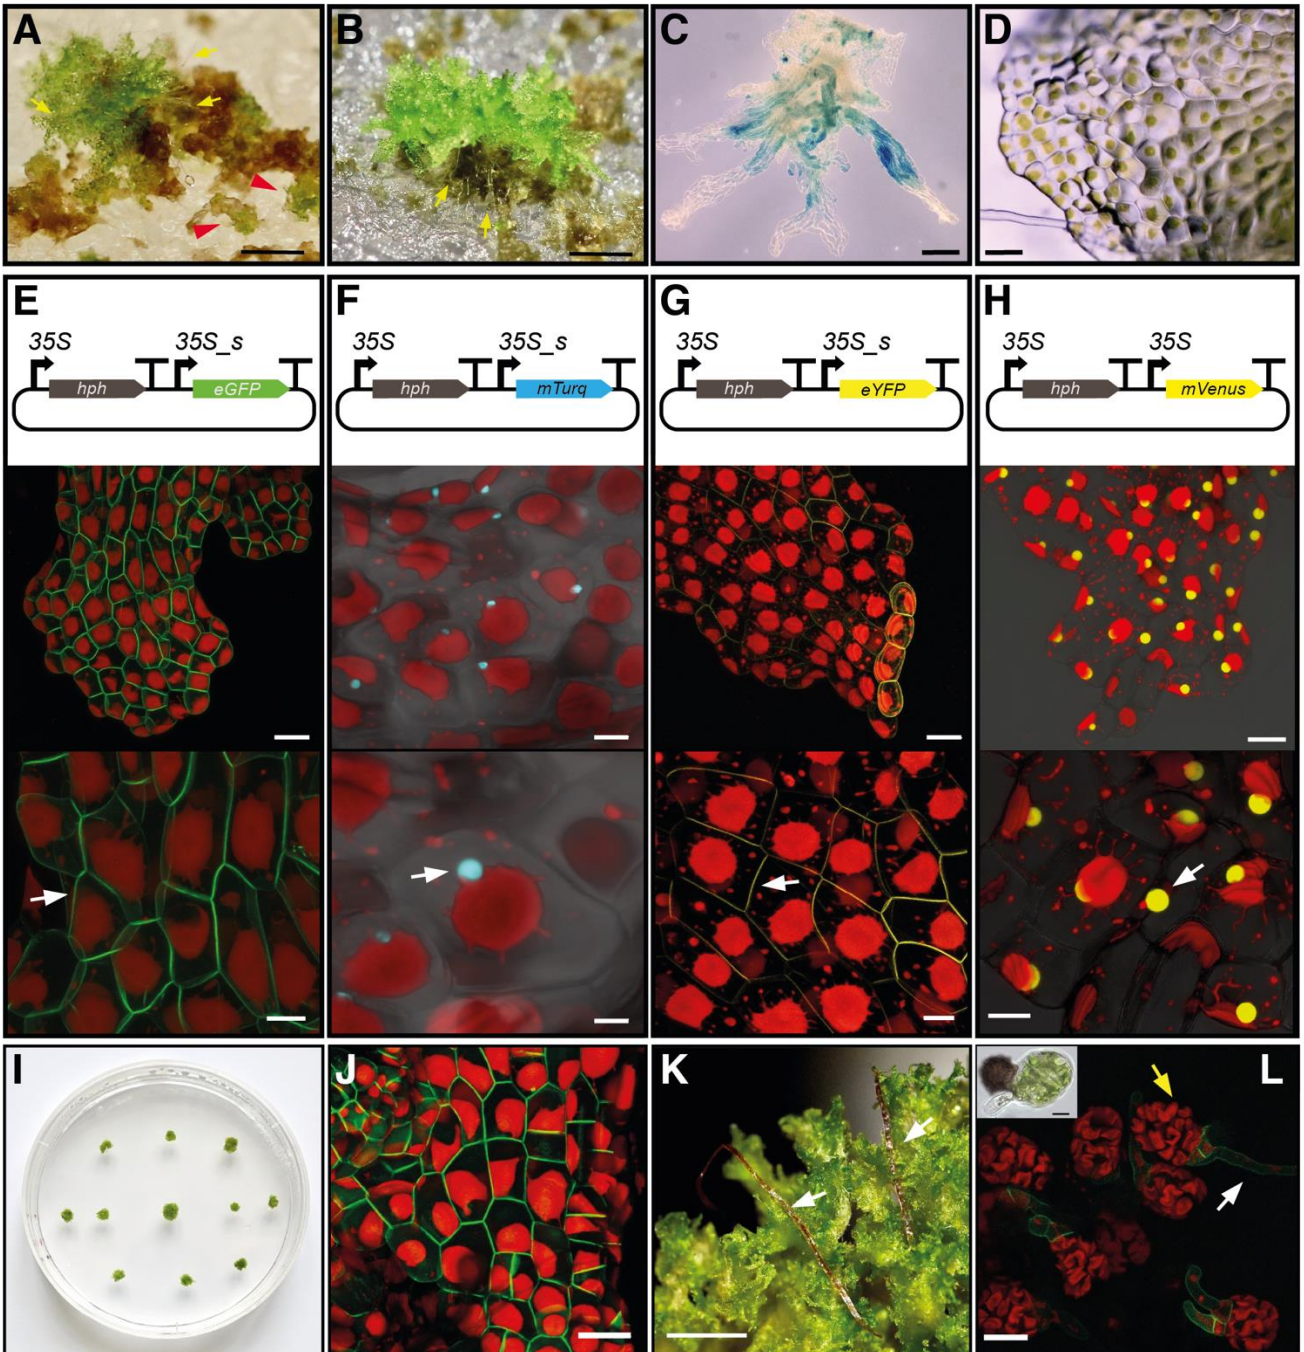 A B C D
E F G H
35S 35S_s 35S 35S_s 35S 35S_s 35S 35S
hph eGFP hph mTurq hph eYFP hph mVenus
I J K L